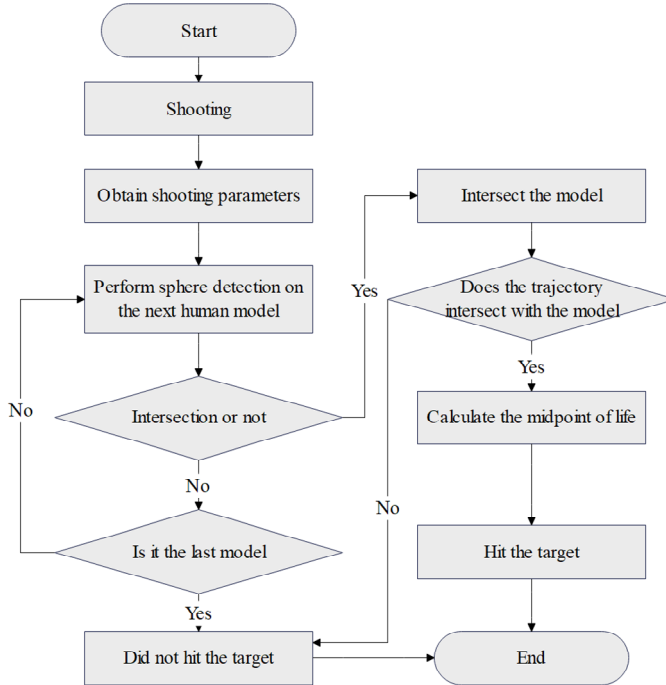 Start
Shooting
Obtain shooting parameters
Perform sphere detection on
the next human model
Intersection or not
No
Is it the last model
No
Yes
Did not hit the target
Yes
Intersect the model
Does the trajectory
intersect with the model
Yes
Calculate the midpoint of life
No
Hit the target
End